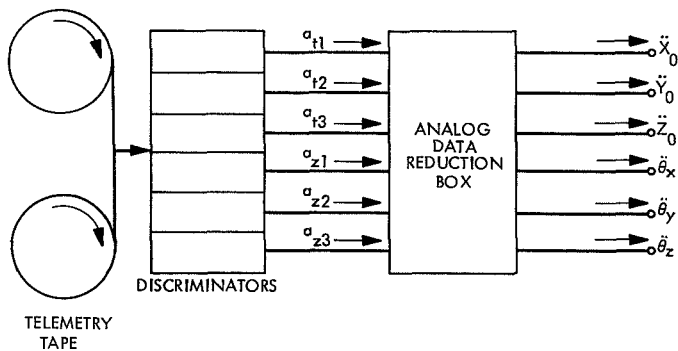 a_t1
a_t2
a_t3
a_z1
a_z2
a_z3
ANALOG
DATA
REDUCTION
BOX
Ẍ_0
Ÿ_0
Z̈_0
θ̈_x
θ̈_y
θ̈_z
DISCRIMINATORS
TELEMETRY
TAPE